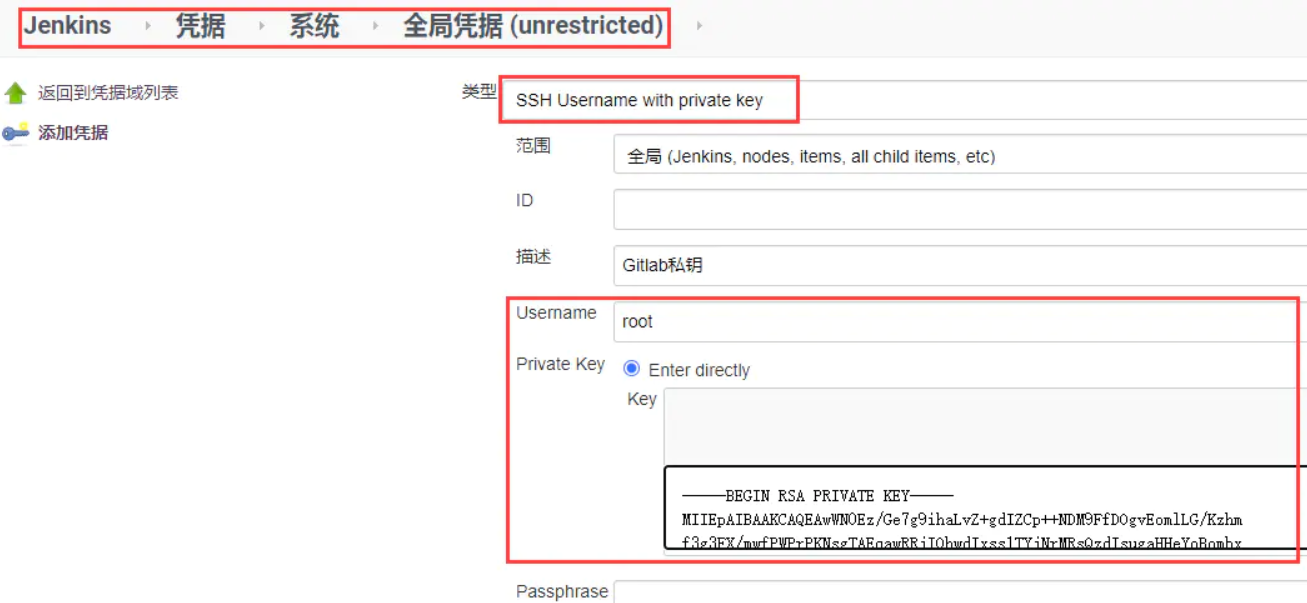 Jenkins 凭据 系统 全局凭据 (unrestricted)
返回到凭据域列表
添加凭据
类型 SSH Username with private key
范围 全局 (Jenkins, nodes, items, all child items, etc)
ID
描述 Gitlab私钥
Username root
Private Key Enter directly
Key
-----BEGIN RSA PRIVATE KEY-----
MIIEpAIBAAKCAQEAwWNOEz/Ge7g9ihaLvZ+gdIZCp++NDM9FfDOgvEomlLG/Kzhm
Passphrase